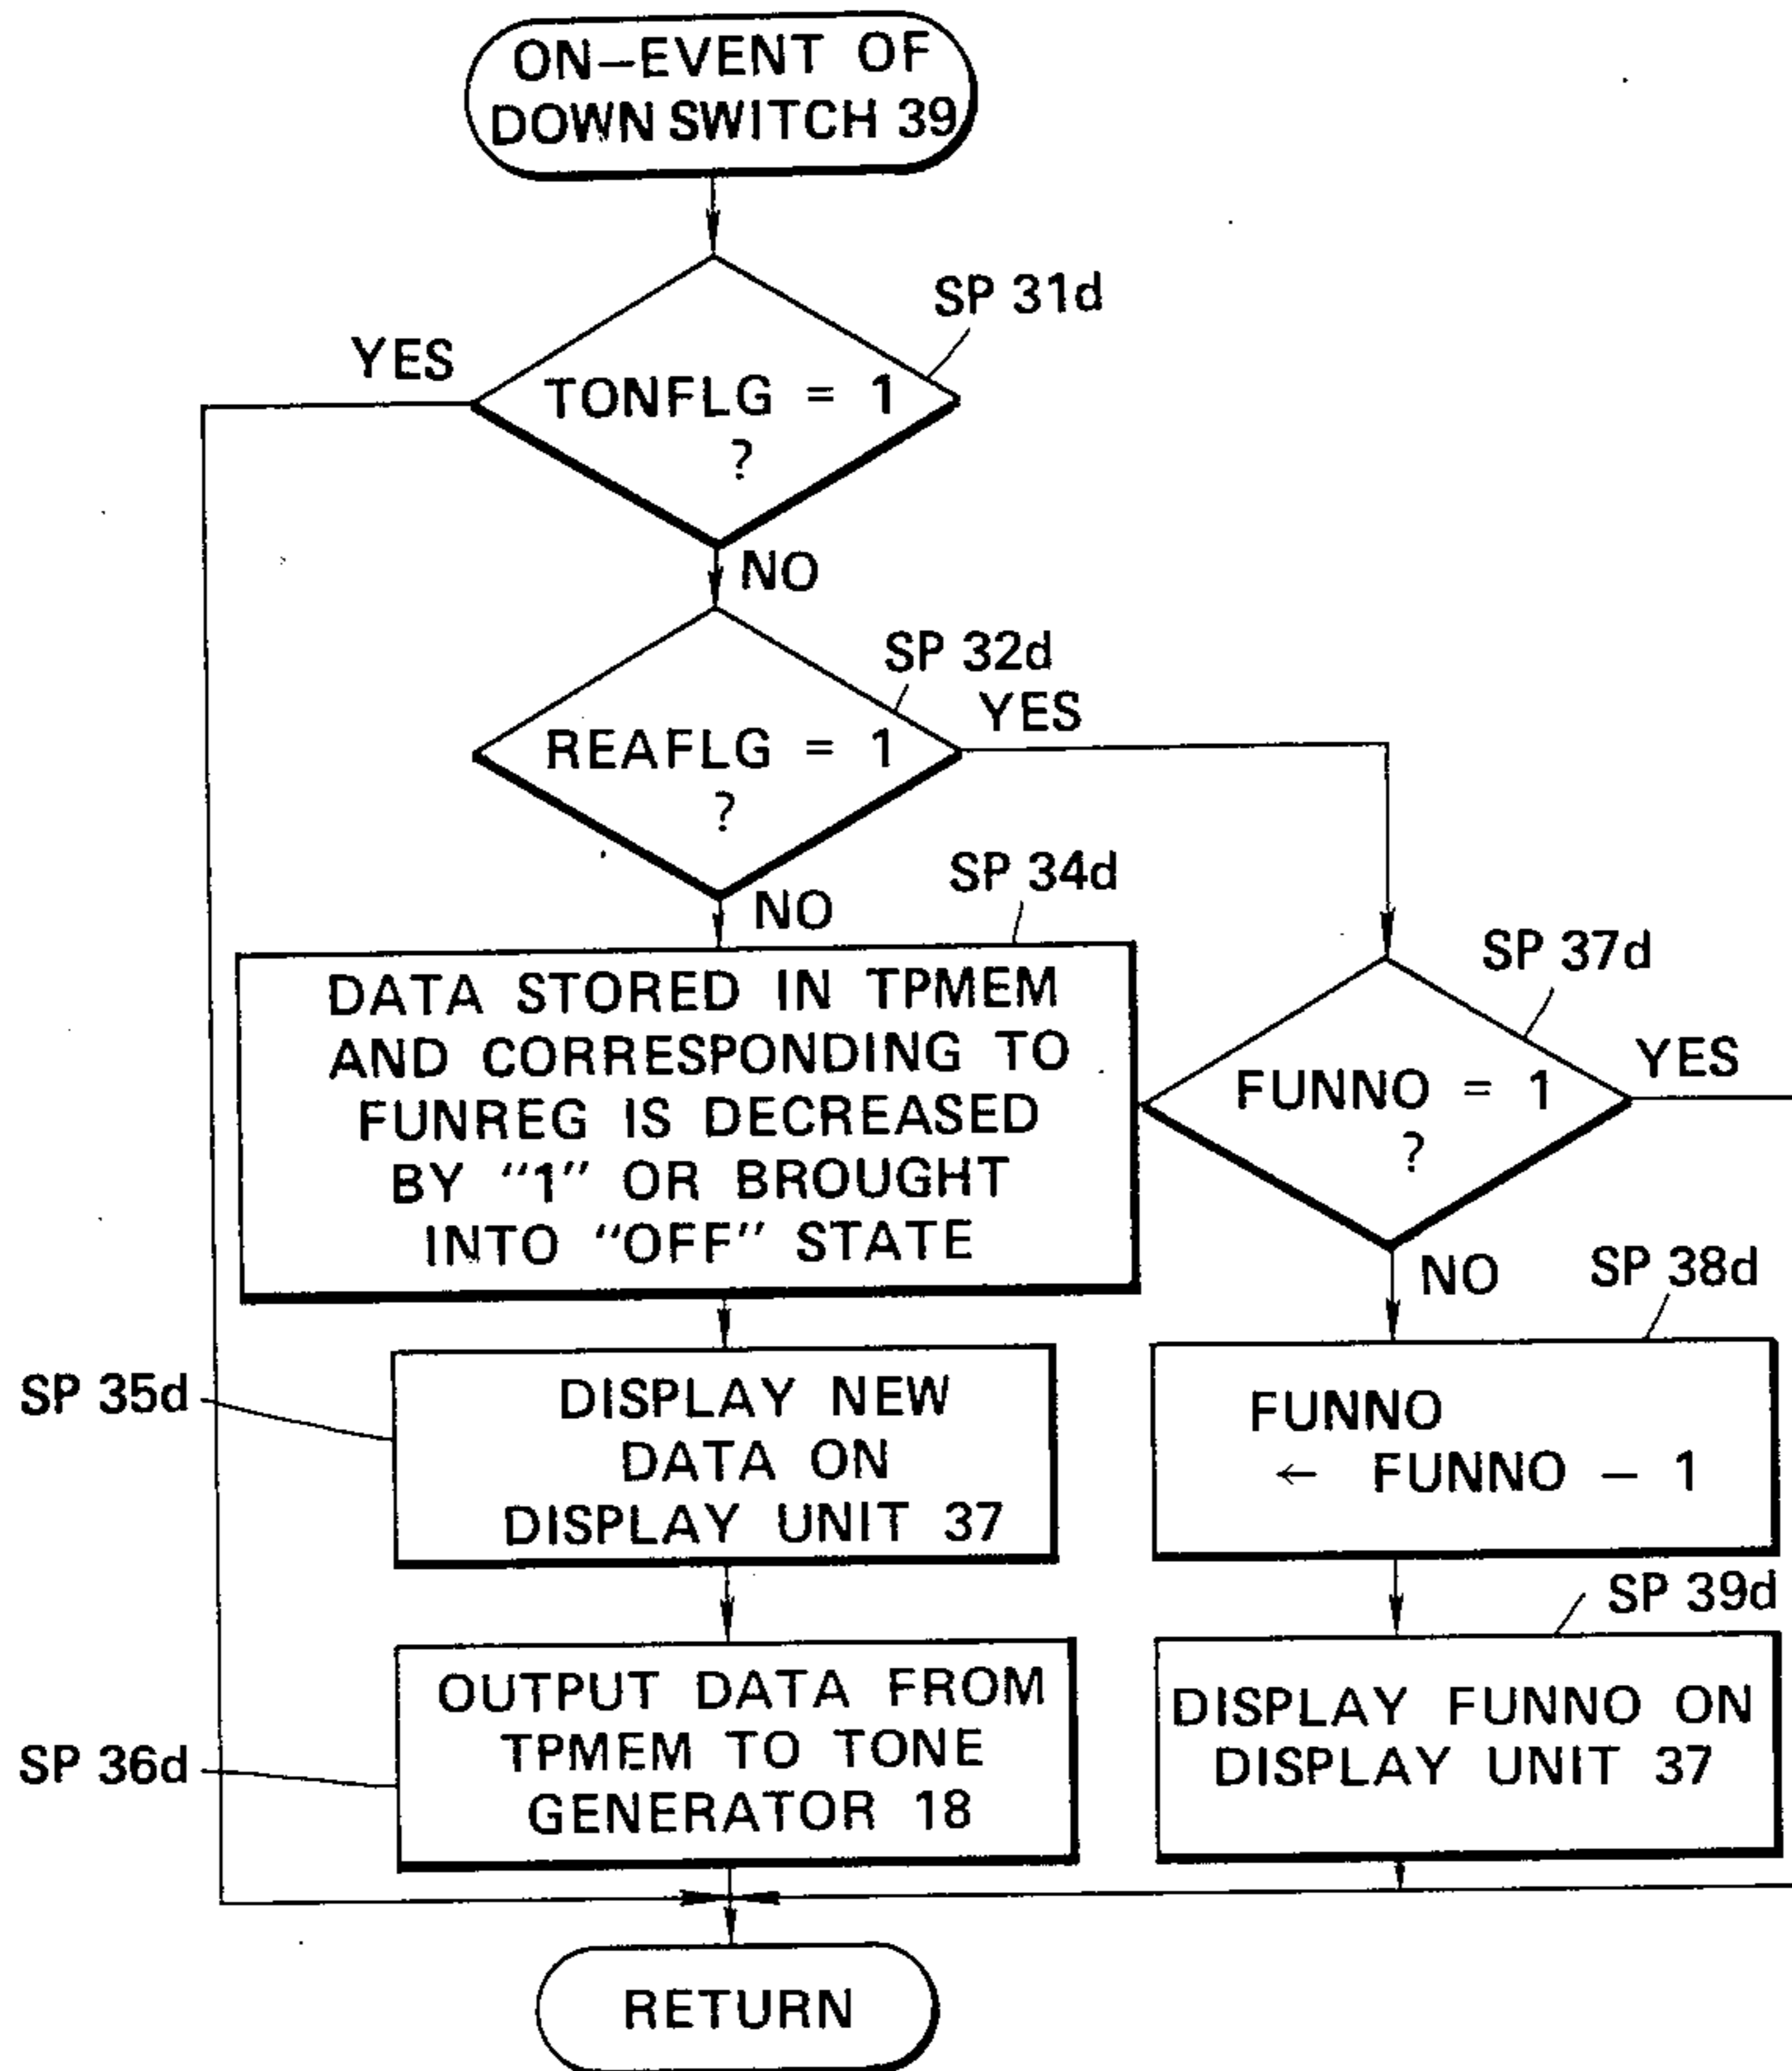 ON-EVENT OF
DOWN SWITCH 39
SP 31d
YES
TONFLG = 1
?
NO
SP 32d
YES
REAFLG = 1
?
NO
SP 34d
DATA STORED IN TPMEM
AND CORRESPONDING TO
FUNREG IS DECREASED
BY "1" OR BROUGHT
INTO "OFF" STATE
SP 37d
YES
FUNNO = 1
?
NO
SP 38d
SP 35d
DISPLAY NEW
DATA ON
DISPLAY UNIT 37
FUNNO
← FUNNO – 1
SP 39d
SP 36d
OUTPUT DATA FROM
TPMEM TO TONE
GENERATOR 18
DISPLAY FUNNO ON
DISPLAY UNIT 37
RETURN